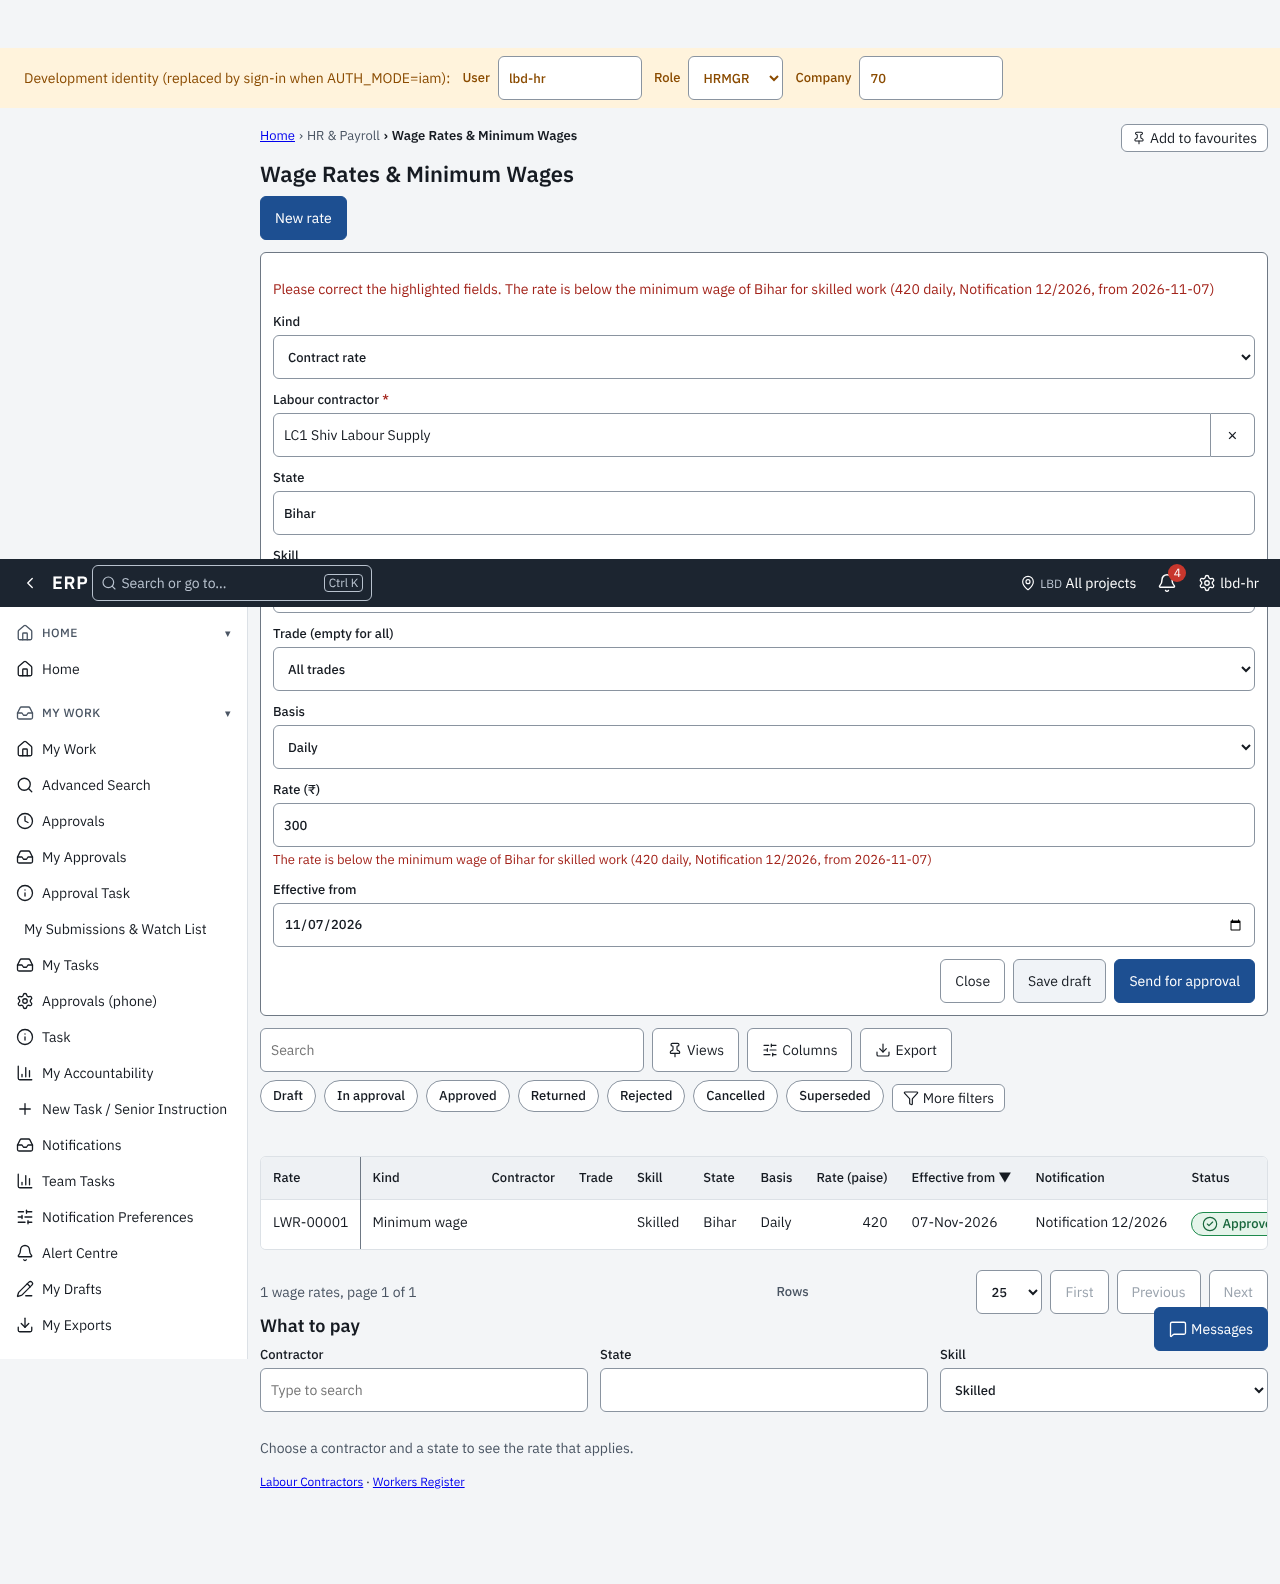 Development identity (replaced by sign-in when AUTH_MODE=iam): User lbd-hr Role HRMGR Company 70
Home › HR & Payroll › Wage Rates & Minimum Wages
Add to favourites
Wage Rates & Minimum Wages
New rate
Please correct the highlighted fields. The rate is below the minimum wage of Bihar for skilled work (420 daily, Notification 12/2026, from 2026-11-07)
Kind
Contract rate
Labour contractor *
LC1 Shiv Labour Supply ×
State
Bihar
Skill
ERP Search or go to... Ctrl K LBD All projects 4 lbd-hr
HOME
Home
MY WORK
My Work
Advanced Search
Approvals
My Approvals
Approval Task
My Submissions & Watch List
My Tasks
Approvals (phone)
Task
My Accountability
New Task / Senior Instruction
Notifications
Team Tasks
Notification Preferences
Alert Centre
My Drafts
My Exports
Trade (empty for all)
All trades
Basis
Daily
Rate (₹)
300
The rate is below the minimum wage of Bihar for skilled work (420 daily, Notification 12/2026, from 2026-11-07)
Effective from
11/07/2026
Close Save draft Send for approval
Search Views Columns Export
Draft In approval Approved Returned Rejected Cancelled Superseded More filters
Rate Kind Contractor Trade Skill State Basis Rate (paise) Effective from ▼ Notification Status
LWR-00001 Minimum wage Skilled Bihar Daily 420 07-Nov-2026 Notification 12/2026
1 wage rates, page 1 of 1 Rows 25 First Previous Next
What to pay
Messages
Contractor State Skill
Type to search Skilled
Choose a contractor and a state to see the rate that applies.
Labour Contractors · Workers Register